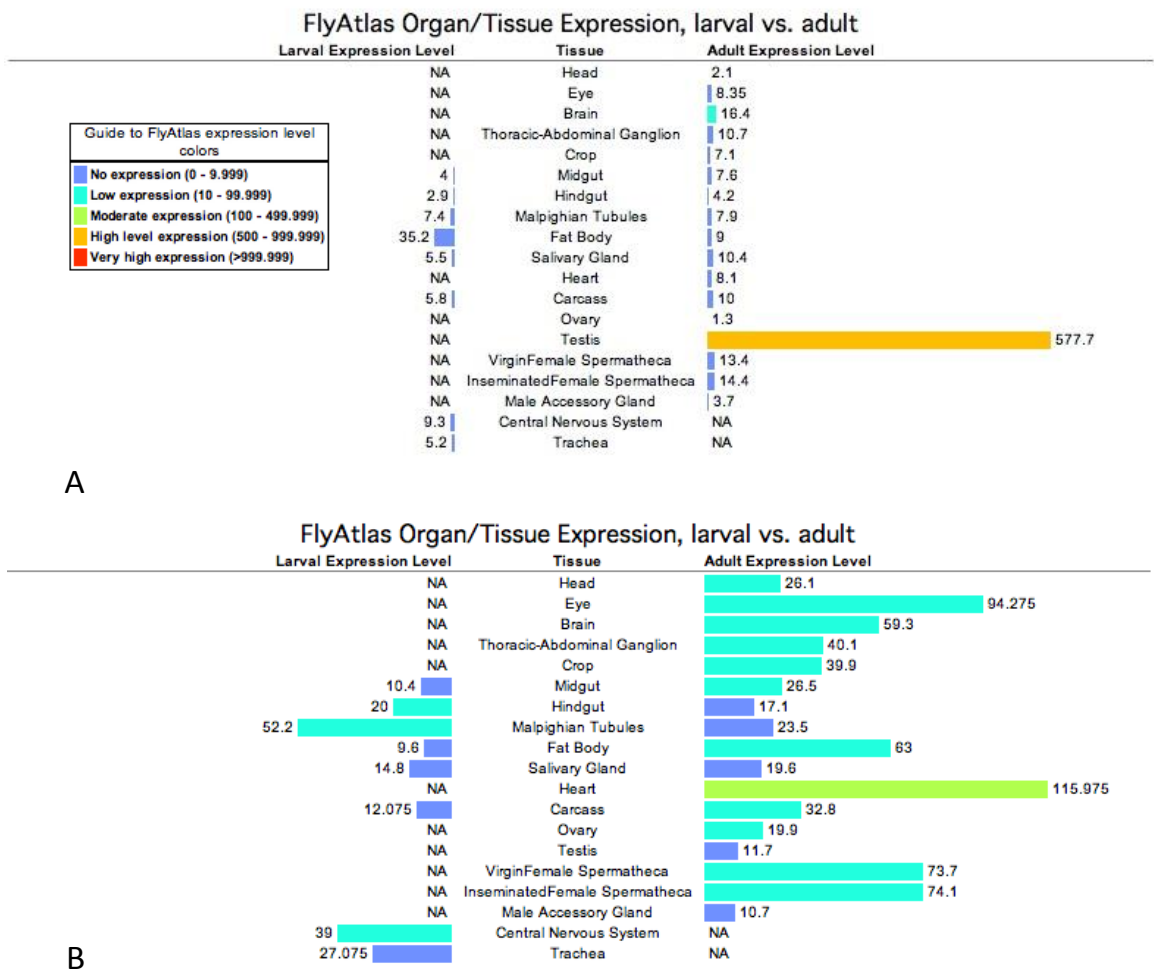 FlyAtlas Organ/Tissue Expression, larval vs. adult
Larval Expression Level Tissue Adult Expression Level
NA Head 2.1
NA Eye 8.35
NA Brain 16.4
NA Thoracic-Abdominal Ganglion 10.7
NA Crop 7.1
4 Midgut 7.6
2.9 Hindgut 4.2
7.4 Malpighian Tubules 7.9
35.2 Fat Body 9
5.5 Salivary Gland 10.4
NA Heart 8.1
5.8 Carcass 10
NA Ovary 1.3
NA Testis 577.7
NA VirginFemale Spermatheca 13.4
NA InseminatedFemale Spermatheca 14.4
NA Male Accessory Gland 3.7
9.3 Central Nervous System NA
5.2 Trachea NA
Guide to FlyAtlas expression level
colors
No expression (0 - 9.999)
Low expression (10 - 99.999)
Moderate expression (100 - 499.999)
High level expression (500 - 999.999)
Very high expression (>999.999)
A
FlyAtlas Organ/Tissue Expression, larval vs. adult
Larval Expression Level Tissue Adult Expression Level
NA Head 26.1
NA Eye 94.275
NA Brain 59.3
NA Thoracic-Abdominal Ganglion 40.1
NA Crop 39.9
10.4 Midgut 26.5
20 Hindgut 17.1
52.2 Malpighian Tubules 23.5
9.6 Fat Body 63
14.8 Salivary Gland 19.6
NA Heart 115.975
12.075 Carcass 32.8
NA Ovary 19.9
NA Testis 11.7
NA VirginFemale Spermatheca 73.7
NA InseminatedFemale Spermatheca 74.1
NA Male Accessory Gland 10.7
39 Central Nervous System NA
27.075 Trachea NA
B